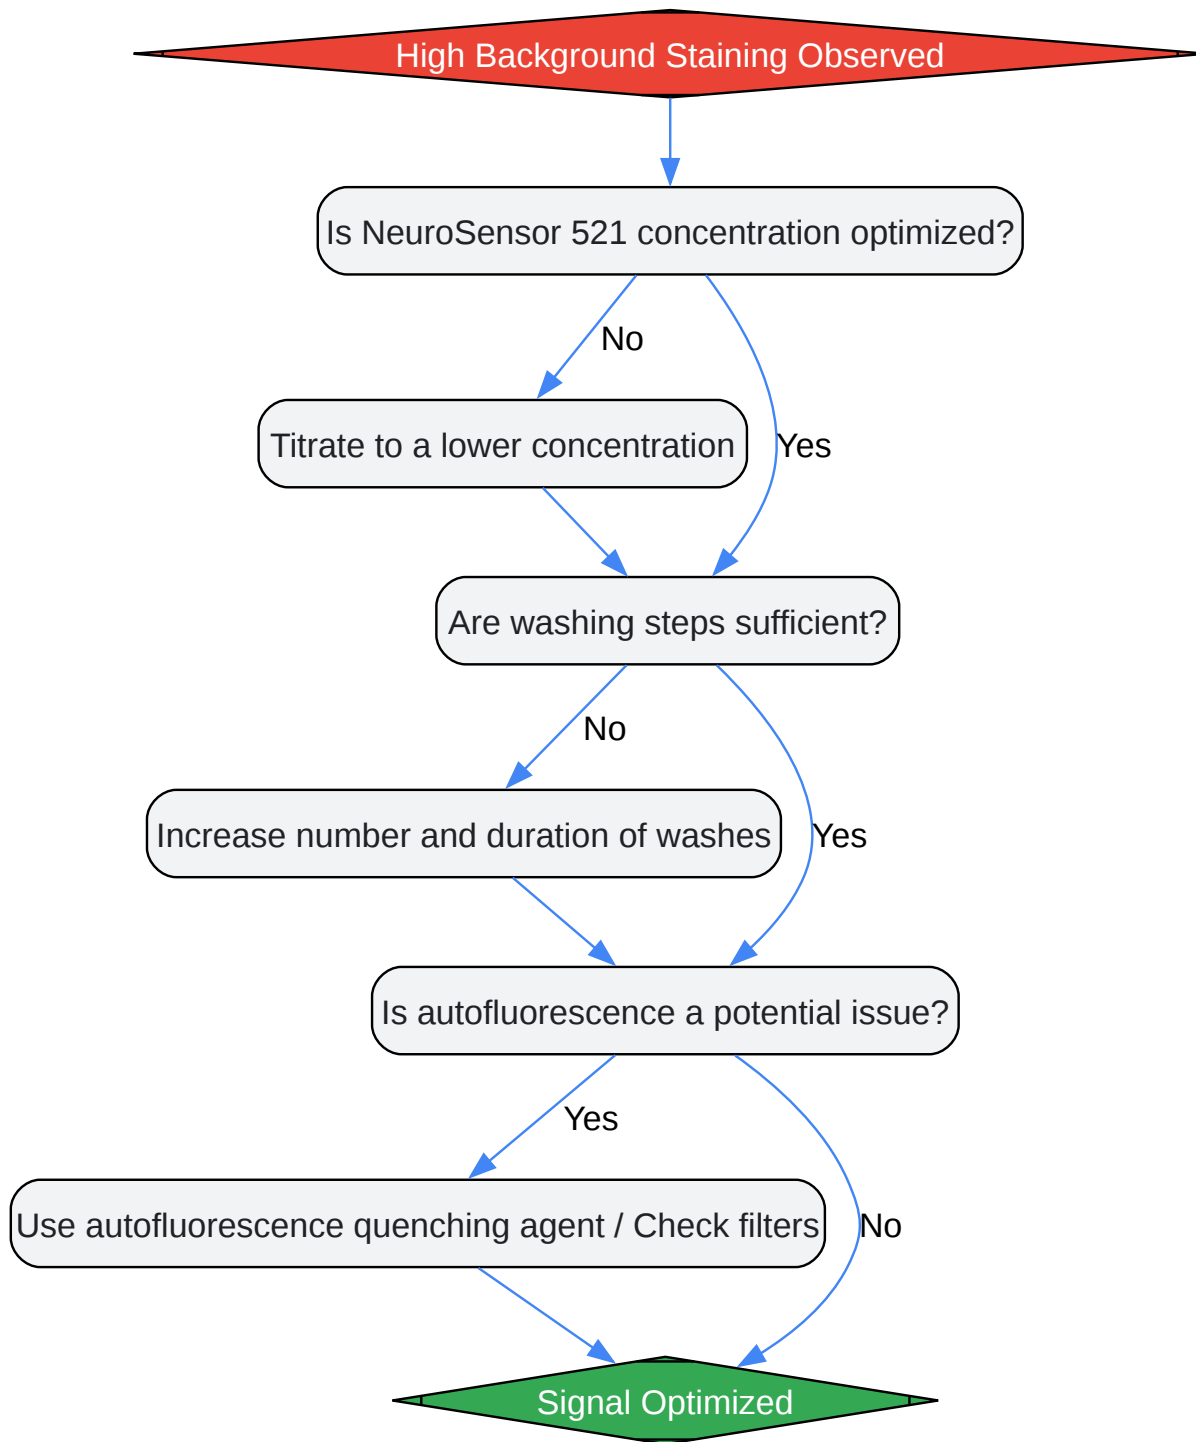 High Background Staining Observed
Is NeuroSensor 521 concentration optimized?
No
Titrate to a lower concentration
Yes
Are washing steps sufficient?
No
Increase number and duration of washes
Yes
Is autofluorescence a potential issue?
Yes
Use autofluorescence quenching agent / Check filters
No
Signal Optimized